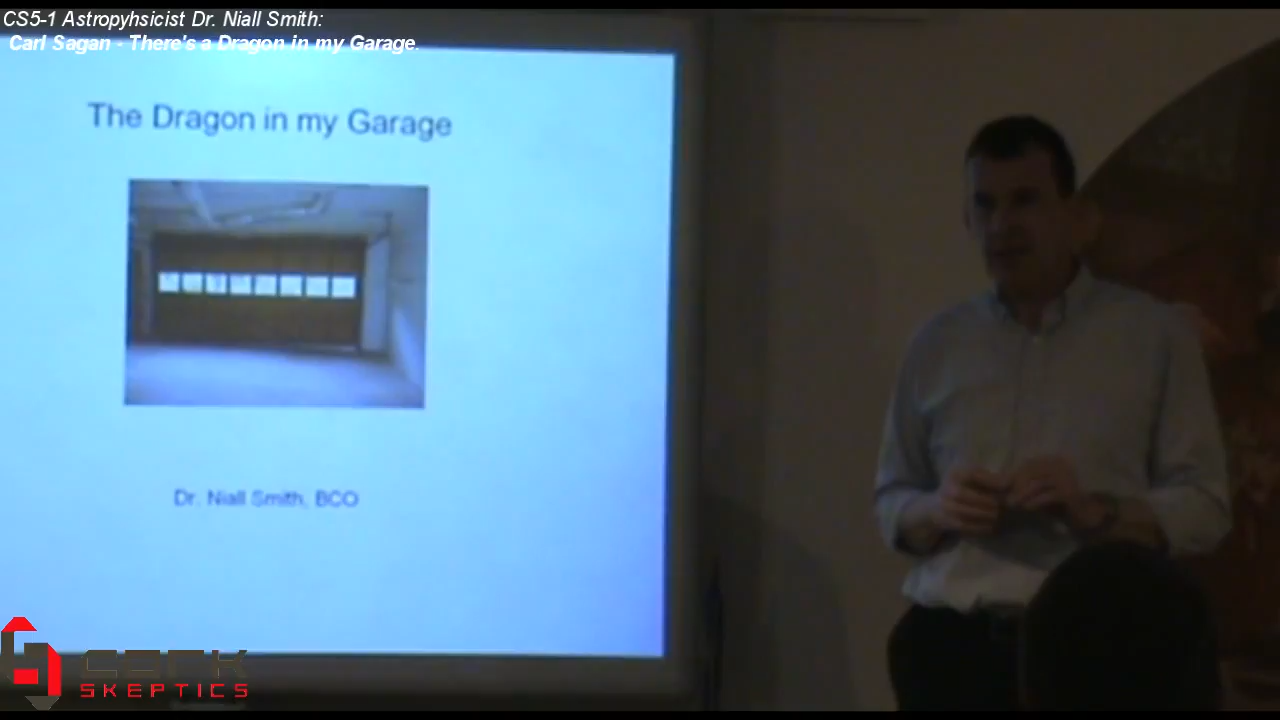 CS5-1 Astropyhsicist Dr. Niall Smith:
Carl Sagan - There's a Dragon in my Garage.
The Dragon in my Garage
Dr. Niall Smith, BCO
CORK
SKEPTICS